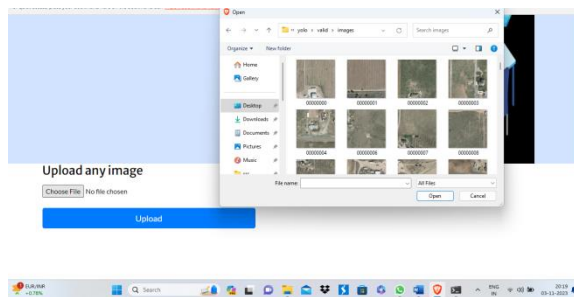 Open
yolo › valid › images
Search images
Organize
New folder
Home
Gallery
Desktop
Downloads
Documents
Pictures
Music
00000000
00000001
00000002
00000003
00000004
00000006
00000007
00000008
File name:
All Files
Open
Cancel
Upload any image
Choose File No file chosen
Upload
EUR/INR
+0.78%
Search
ENG
IN
20:19
03-11-2023